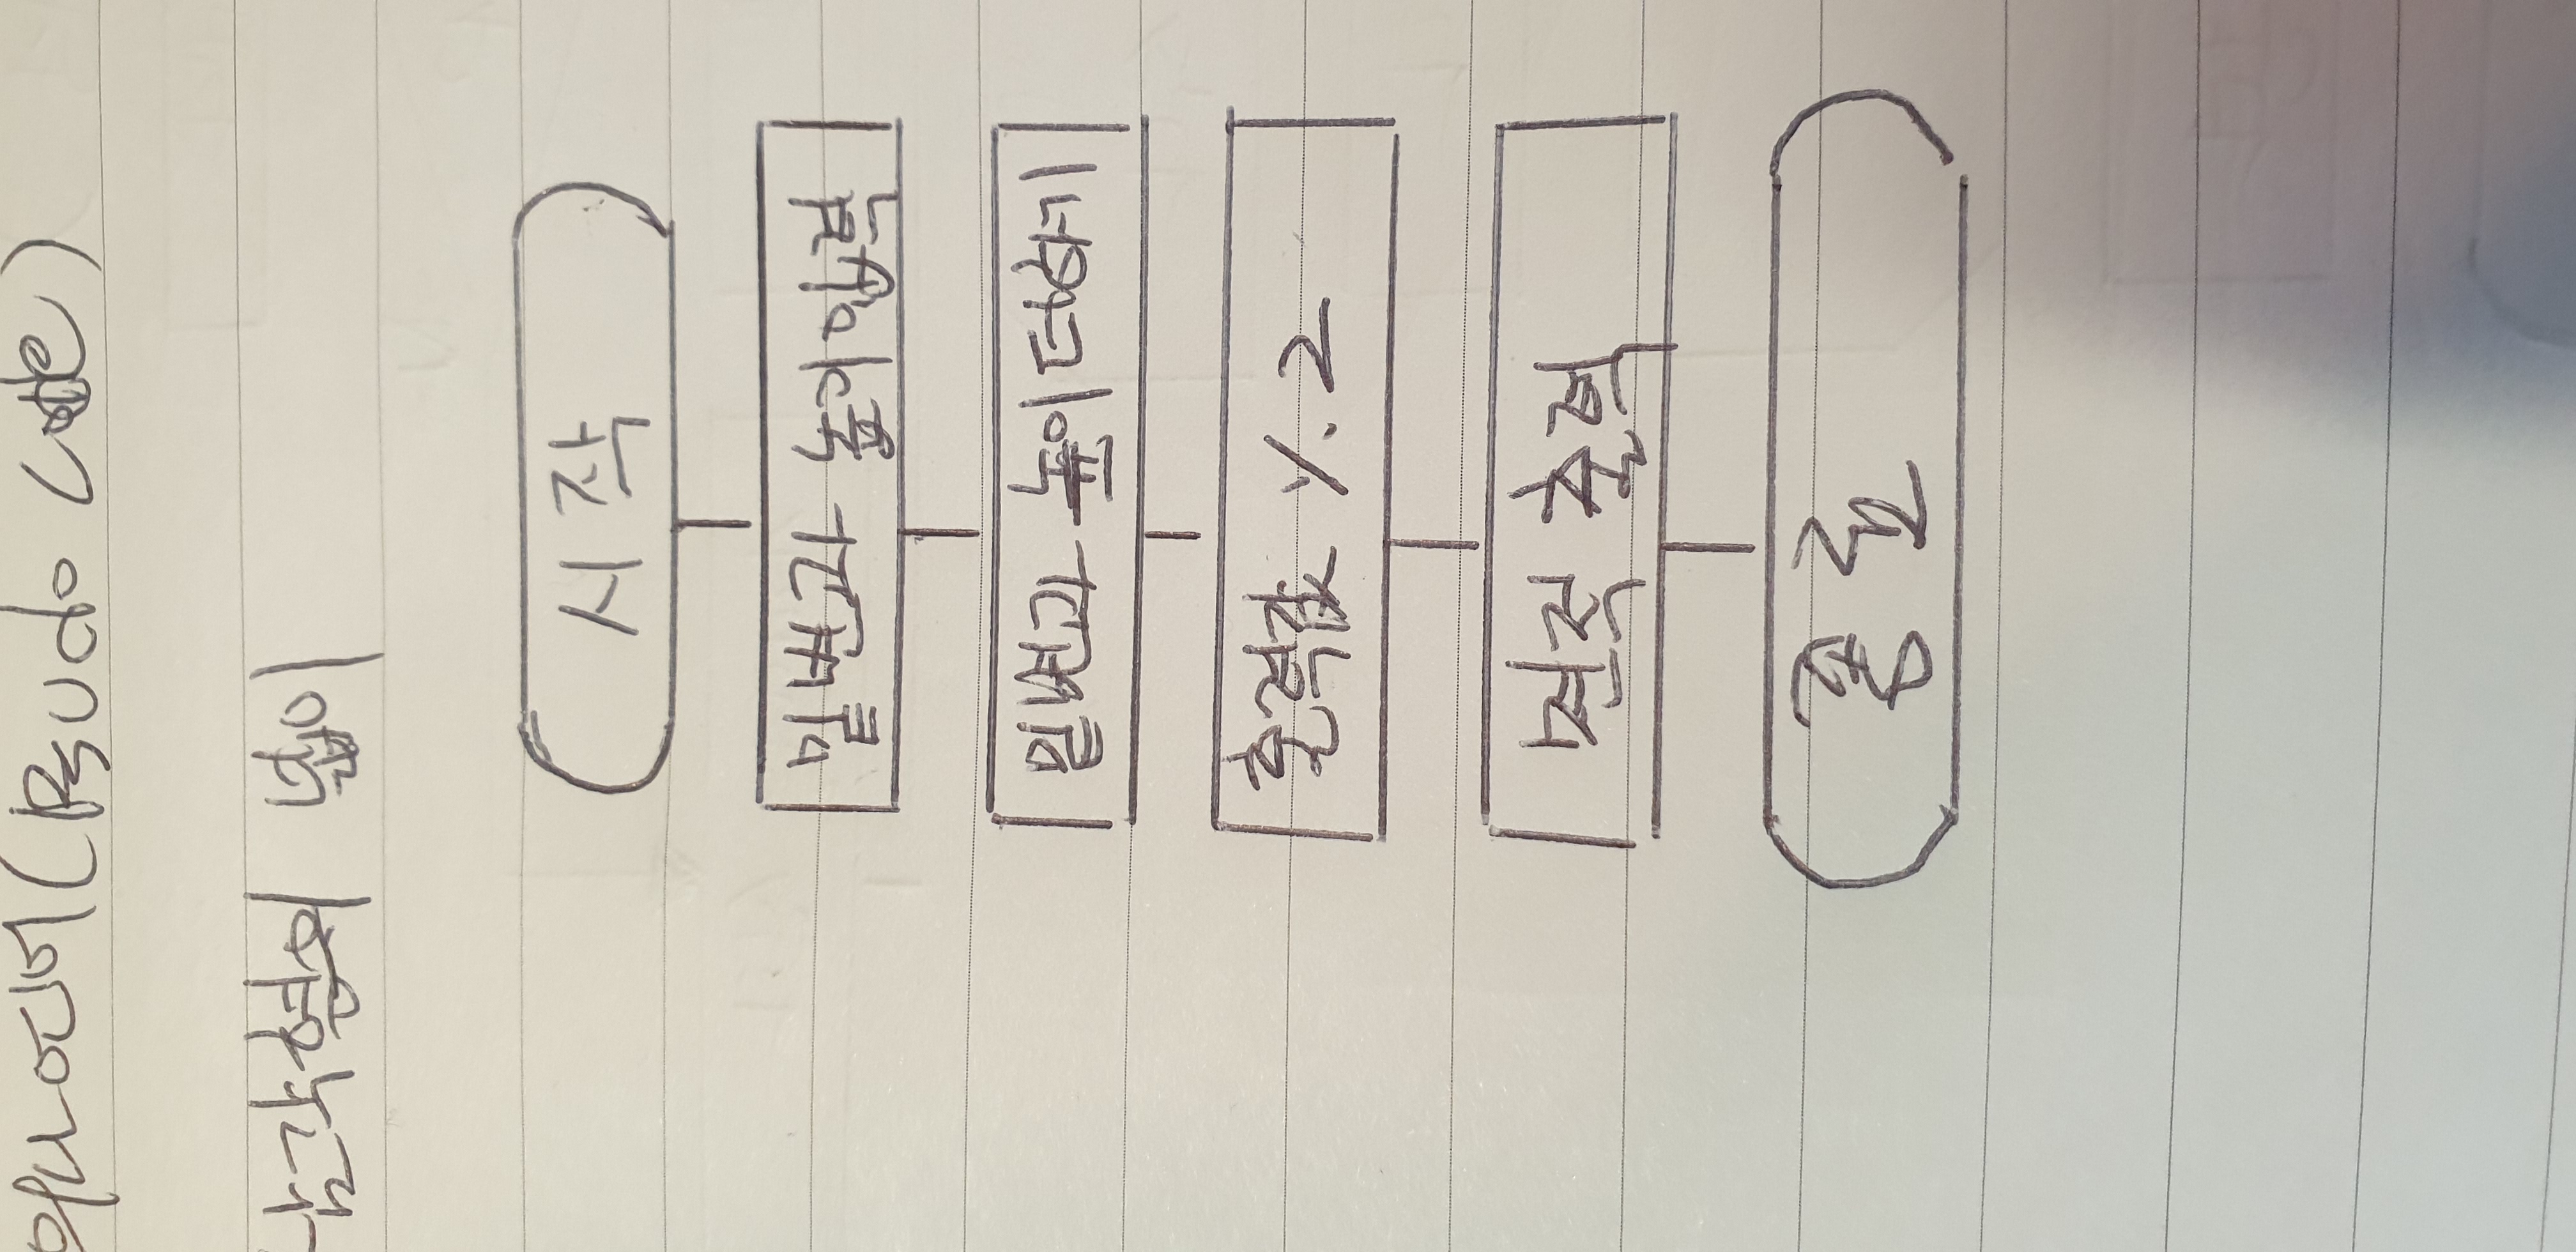 의사언어(Psudo Code)
삼각형의 넓이
시작
밑변과 높이입력
밑변과 높이더하기
출력값 %. 2
면적 출력
종료